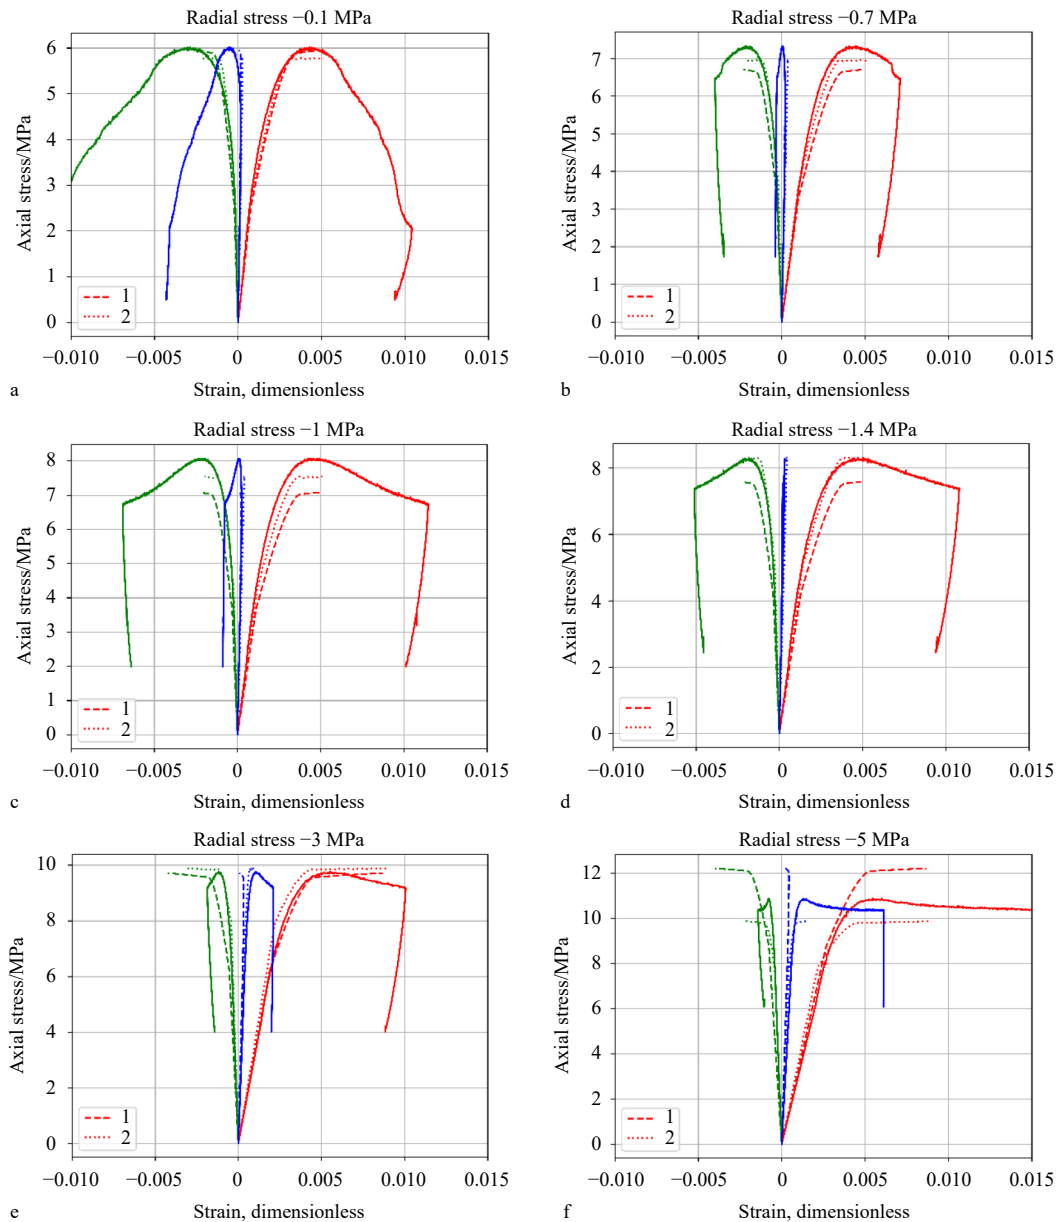 Radial stress −0.1 MPa
6
5
4
3
2
1
0
Axial stress/MPa
1
2
−0.010 −0.005 0 0.005 0.010 0.015
a Strain, dimensionless
Radial stress −0.7 MPa
7
6
5
4
3
2
1
0
Axial stress/MPa
1
2
−0.010 −0.005 0 0.005 0.010 0.015
b Strain, dimensionless
Radial stress −1 MPa
8
7
6
5
4
3
2
1
0
Axial stress/MPa
1
2
−0.010 −0.005 0 0.005 0.010 0.015
c Strain, dimensionless
Radial stress −1.4 MPa
8
6
4
2
0
Axial stress/MPa
1
2
−0.010 −0.005 0 0.005 0.010 0.015
d Strain, dimensionless
Radial stress −3 MPa
10
8
6
4
2
0
Axial stress/MPa
1
2
−0.010 −0.005 0 0.005 0.010 0.015
e Strain, dimensionless
Radial stress −5 MPa
12
10
8
6
4
2
0
Axial stress/MPa
1
2
−0.010 −0.005 0 0.005 0.010 0.015
f Strain, dimensionless